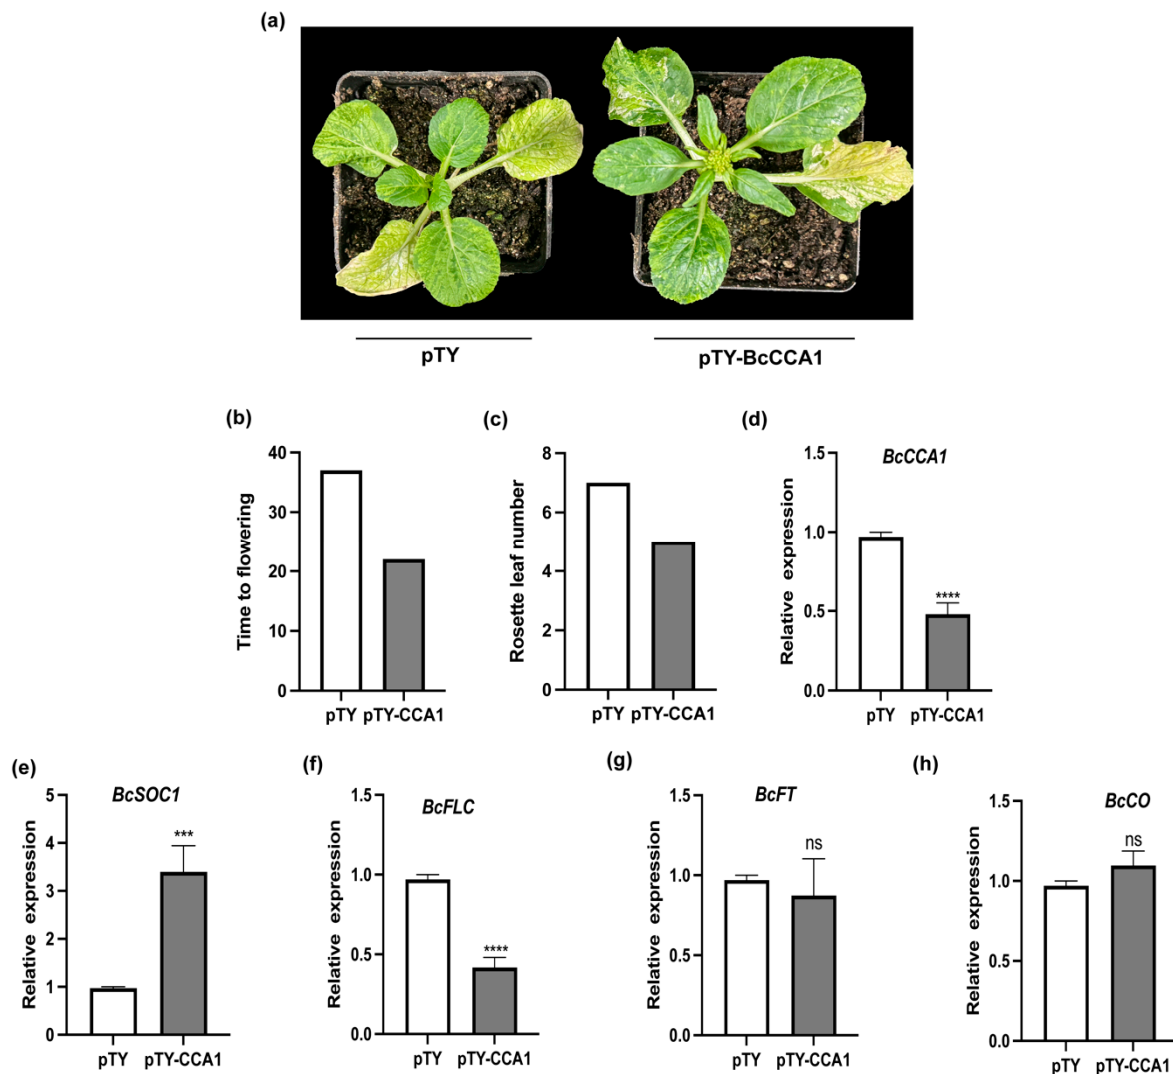 (a)
pTY
pTY-BcCCA1
(b)
Time to flowering
40
30
20
10
0
pTY
pTY-CCA1
(c)
Rosette leaf number
8
6
4
2
0
pTY
pTY-CCA1
(d)
BcCCA1
Relative expression
1.5
1.0
0.5
0.0
****
pTY
pTY-CCA1
(e)
BcSOC1
Relative expression
5
4
3
2
1
0
***
pTY
pTY-CCA1
(f)
BcFLC
Relative expression
1.5
1.0
0.5
0.0
****
pTY
pTY-CCA1
(g)
BcFT
Relative expression
1.5
1.0
0.5
0.0
ns
pTY
pTY-CCA1
(h)
BcCO
Relative expression
1.5
1.0
0.5
0.0
ns
pTY
pTY-CCA1